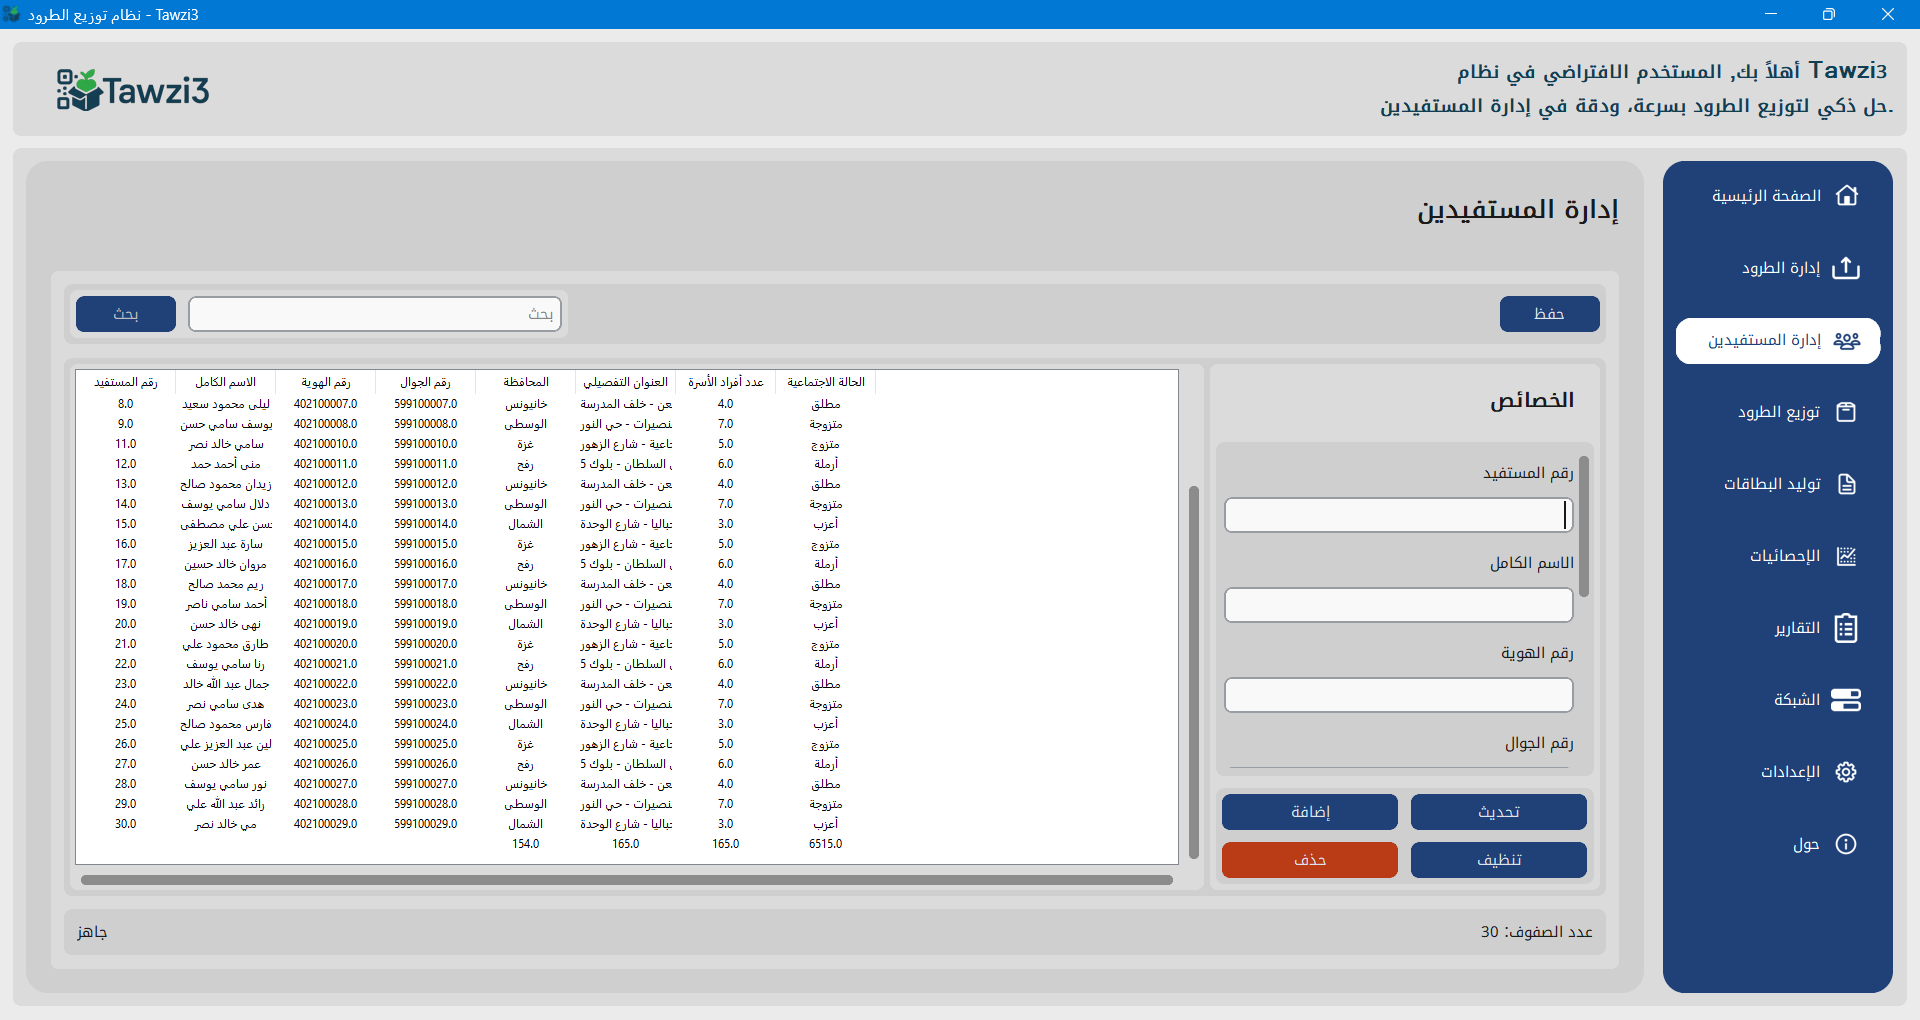 Tawzi3 - نظام توزيع الطرود
Tawzi3 أهلاً بك, المستخدم الافتراضي في نظام
.حل ذكي لتوزيع الطرود بسرعة، ودقة في إدارة المستفيدين
Tawzi3
الصفحة الرئيسية
إدارة الطرود
إدارة المستفيدين
توزيع الطرود
توليد البطاقات
الإحصائيات
التقارير
الشبكة
الإعدادات
حول
إدارة المستفيدين
حفظ
بحث
بحث
الخصائص
رقم المستفيد
الاسم الكامل
رقم الهوية
رقم الجوال
تحديث
إضافة
تنظيف
حذف
رقم المستفيد الاسم الكامل رقم الهوية رقم الجوال المحافظة العنوان التفصيلي عدد أفراد الأسرة الحالة الاجتماعية
8.0 ليلى محمود سعيد 402100007.0 599100007.0 خانيونس - خلف المدرسة 4.0 مطلق
9.0 يوسف سامي حسن 402100008.0 599100008.0 الوسطى - حي النور 7.0 متزوجة
11.0 سامي خالد نصر 402100010.0 599100010.0 غزة - شارع الزهور 5.0 متزوج
12.0 منى أحمد حمد 402100011.0 599100011.0 رفح السلطان - بلوك 5 6.0 أرملة
13.0 زيدان محمود صالح 402100012.0 599100012.0 خانيونس - خلف المدرسة 4.0 مطلق
14.0 دلال سامي يوسف 402100013.0 599100013.0 الوسطى - حي النور 7.0 متزوجة
15.0 علي مصطفى 402100014.0 599100014.0 الشمال - شارع الوحدة 3.0 أعزب
16.0 سارة عبد العزيز 402100015.0 599100015.0 غزة - شارع الزهور 5.0 متزوج
17.0 مروان خالد حسين 402100016.0 599100016.0 رفح السلطان - بلوك 5 6.0 أرملة
18.0 ريم محمد صالح 402100017.0 599100017.0 خانيونس - خلف المدرسة 4.0 مطلق
19.0 أحمد سامي ناصر 402100018.0 599100018.0 الوسطى - حي النور 7.0 متزوجة
20.0 نهى خالد حسن 402100019.0 599100019.0 الشمال - شارع الوحدة 3.0 أعزب
21.0 طارق محمود علي 402100020.0 599100020.0 غزة - شارع الزهور 5.0 متزوج
22.0 رنا سامي يوسف 402100021.0 599100021.0 رفح السلطان - بلوك 5 6.0 أرملة
23.0 جمال عبد الله خالد 402100022.0 599100022.0 خانيونس - خلف المدرسة 4.0 مطلق
24.0 هدى سامي نصر 402100023.0 599100023.0 الوسطى - حي النور 7.0 متزوجة
25.0 فارس محمود صالح 402100024.0 599100024.0 الشمال - شارع الوحدة 3.0 أعزب
26.0 لين عبد العزيز علي 402100025.0 599100025.0 غزة - شارع الزهور 5.0 متزوج
27.0 عمر خالد حسن 402100026.0 599100026.0 رفح السلطان - بلوك 5 6.0 أرملة
28.0 نور سامي يوسف 402100027.0 599100027.0 خانيونس - خلف المدرسة 4.0 مطلق
29.0 رائد عبد الله علي 402100028.0 599100028.0 الوسطى - حي النور 7.0 متزوجة
30.0 مي خالد نصر 402100029.0 599100029.0 الشمال - شارع الوحدة 3.0 أعزب
154.0 165.0 165.0 6515.0
عدد الصفوف: 30
جاهز